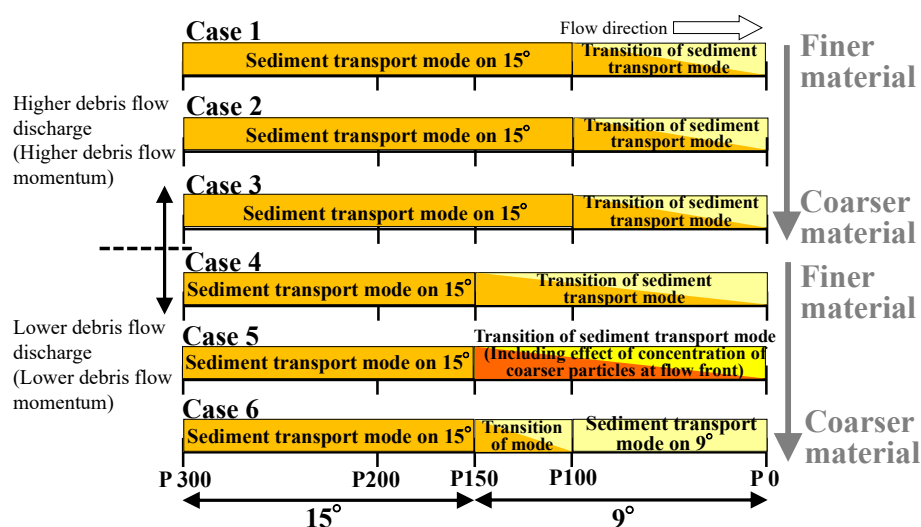 Case 1
Flow direction
Sediment transport mode on 15°
Transition of sediment
transport mode
Finer
material
Higher debris flow
discharge
(Higher debris flow
momentum)
Case 2
Sediment transport mode on 15°
Transition of sediment
transport mode
Case 3
Sediment transport mode on 15°
Transition of sediment
transport mode
Coarser
material
Case 4
Sediment transport mode on 15°
Transition of sediment
transport mode
Finer
material
Lower debris flow
discharge
(Lower debris flow
momentum)
Case 5
Sediment transport mode on 15°
Transition of sediment transport mode
(Including effect of concentration of
coarser particles at flow front)
Case 6
Sediment transport mode on 15°
Transition
of mode
Sediment transport
mode on 9°
Coarser
material
P 300
P200
P150
P100
P 0
15°
9°